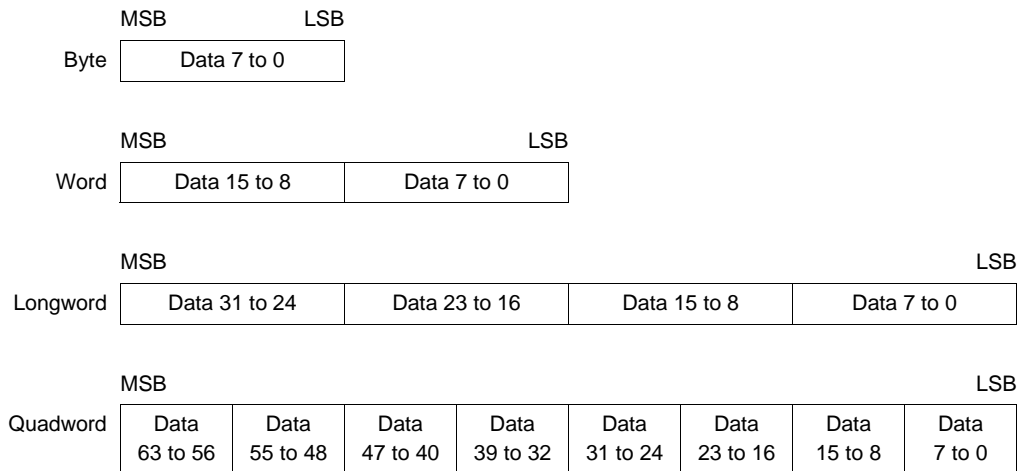 MSB LSB
Byte Data 7 to 0
MSB LSB
Word Data 15 to 8 Data 7 to 0
MSB LSB
Longword Data 31 to 24 Data 23 to 16 Data 15 to 8 Data 7 to 0
MSB LSB
Quadword Data Data Data Data Data Data Data Data
63 to 56 55 to 48 47 to 40 39 to 32 31 to 24 23 to 16 15 to 8 7 to 0